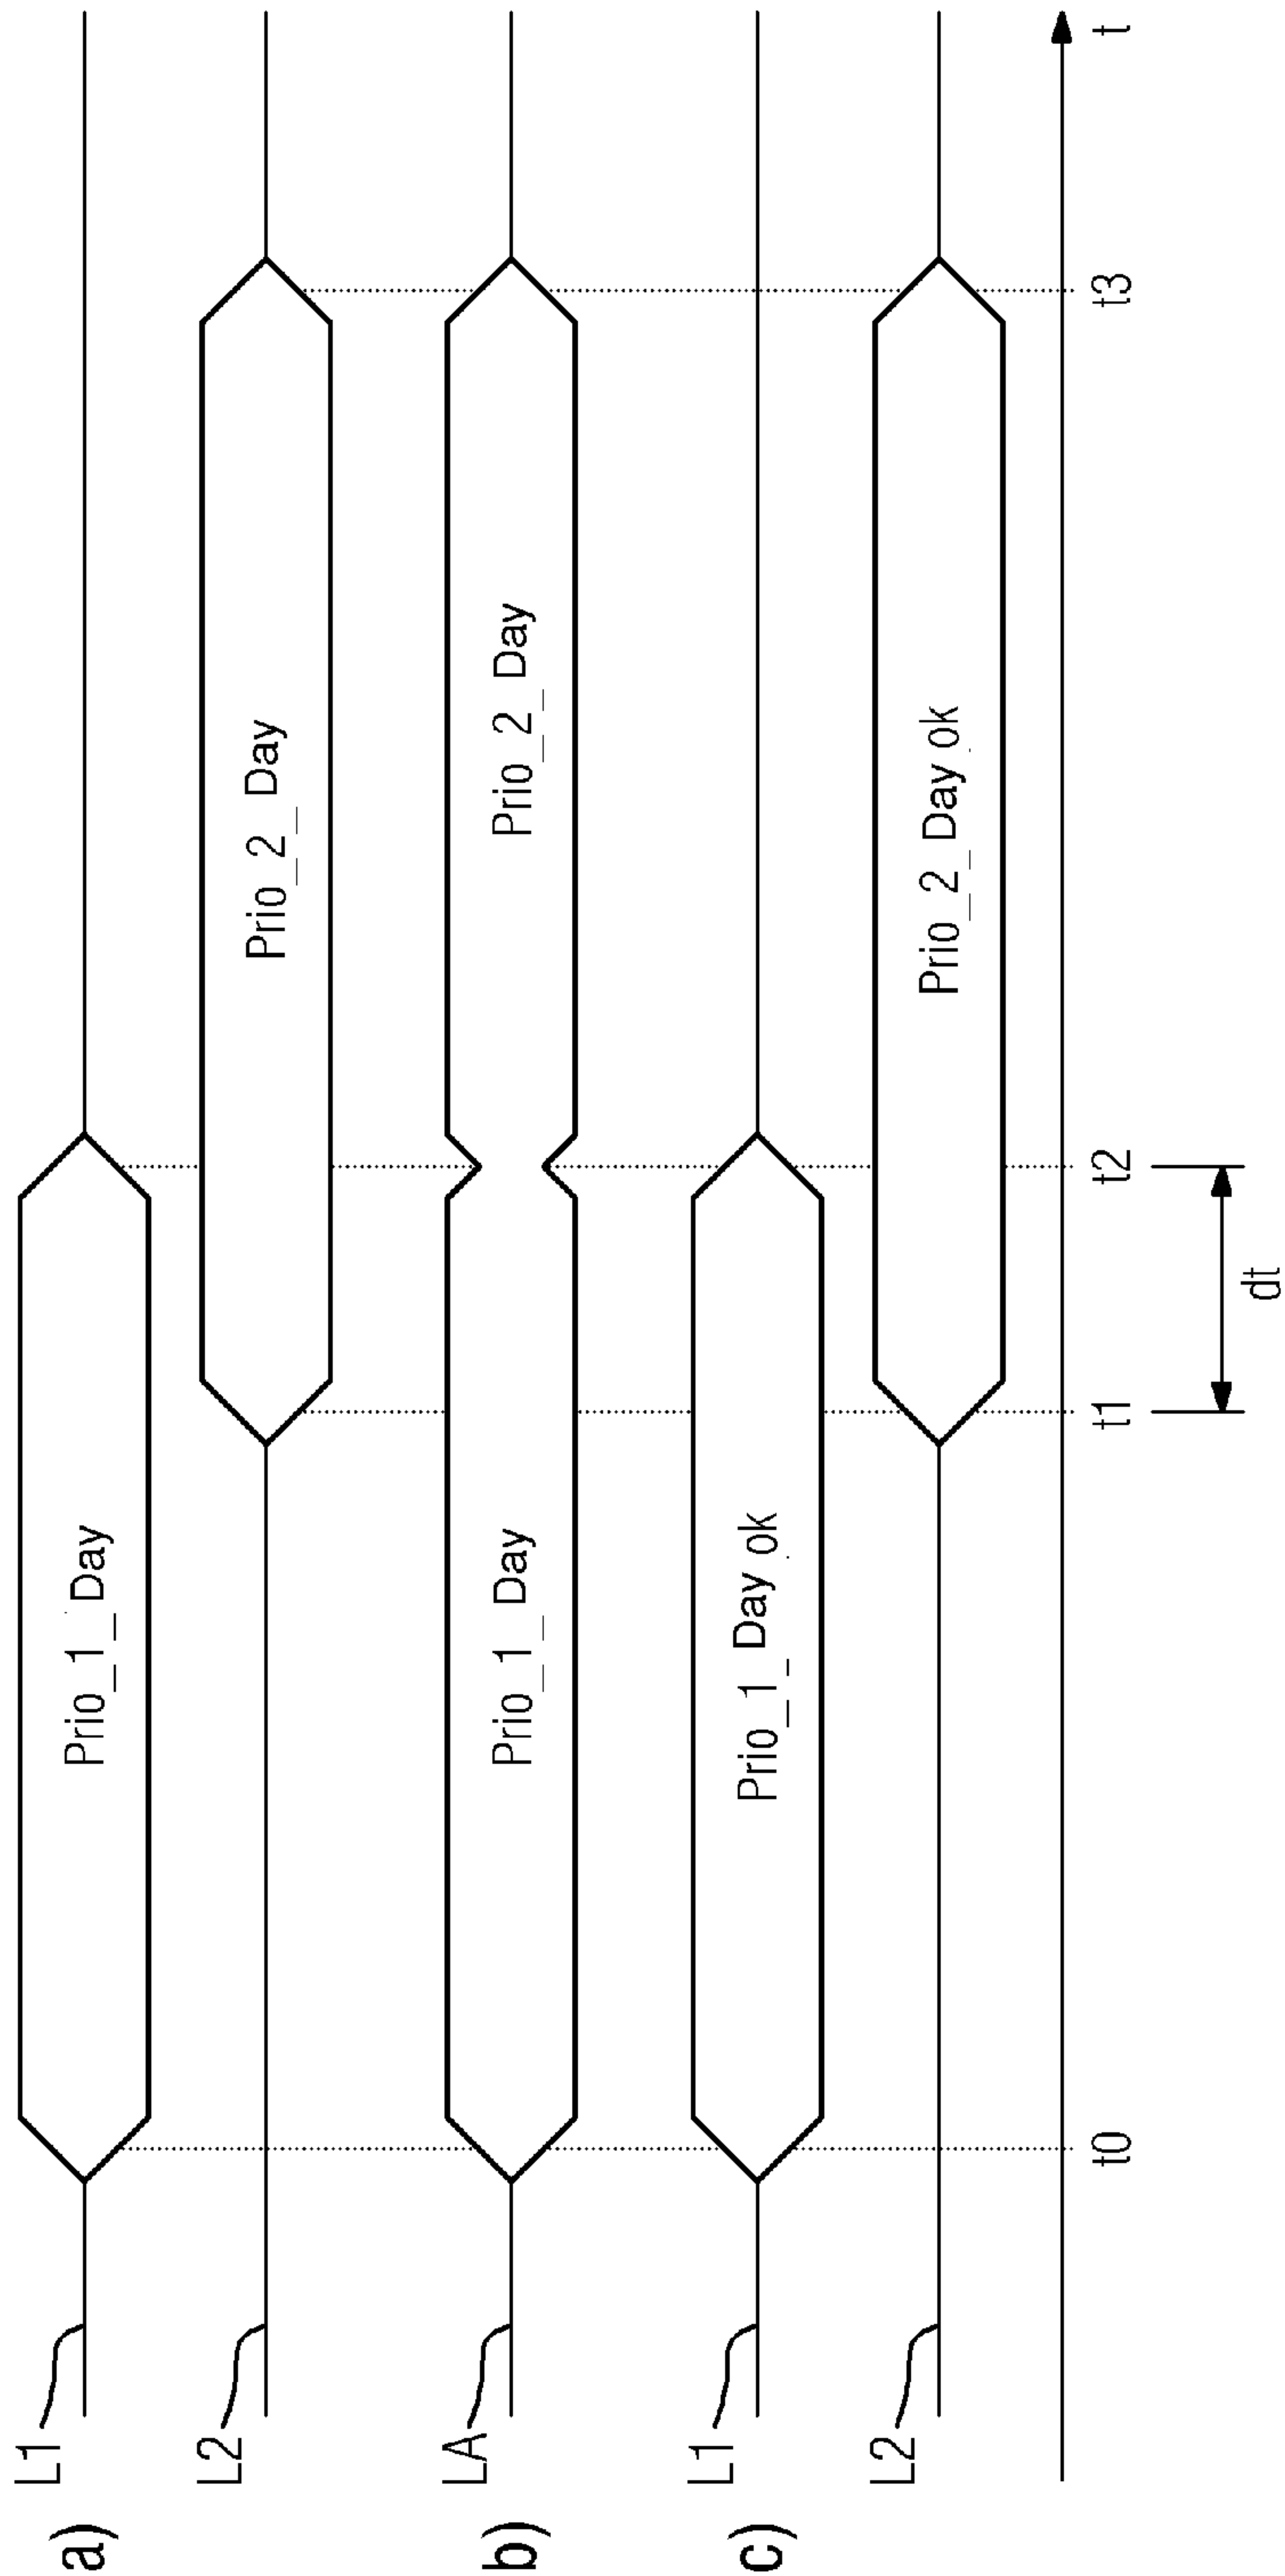 a)
L1
Prio_1_Day
L2
Prio_2_Day
b)
LA
Prio_1_Day
Prio_2_Day
c)
L1
Prio_1_Day ok
L2
Prio_2_Day ok
t0
t1
t2
t3
t
dt